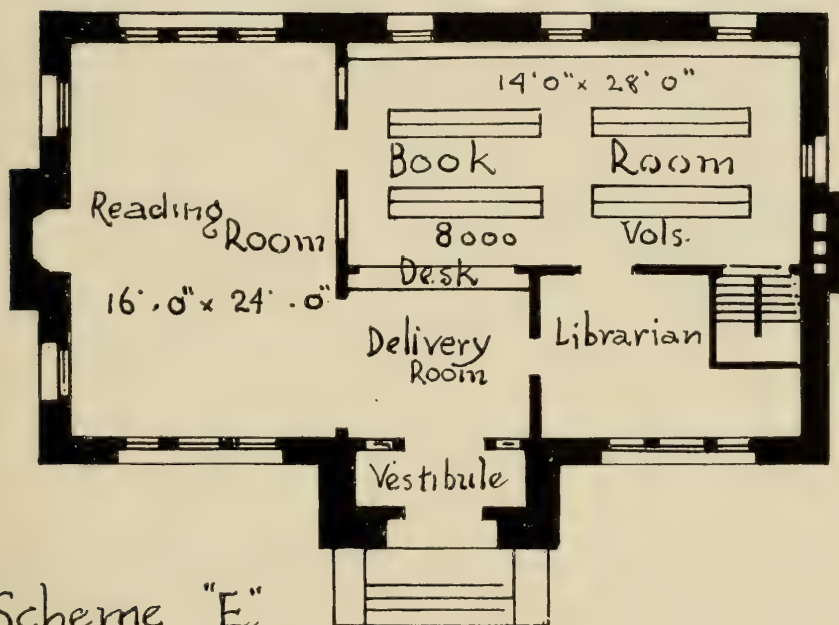 14'0" x 28'0"
Book Room
8000 Vols.
Reading
Room
16'.0" x 24'.0"
Desk
Delivery
Room
Librarian
Vestibule
Scheme "E"